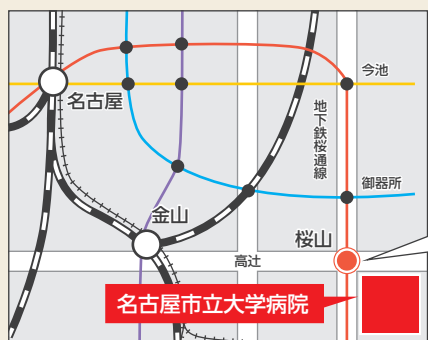 今池
名古屋
地下鉄桜通線
御器所
金山
桜山
高辻
名古屋市立大学病院